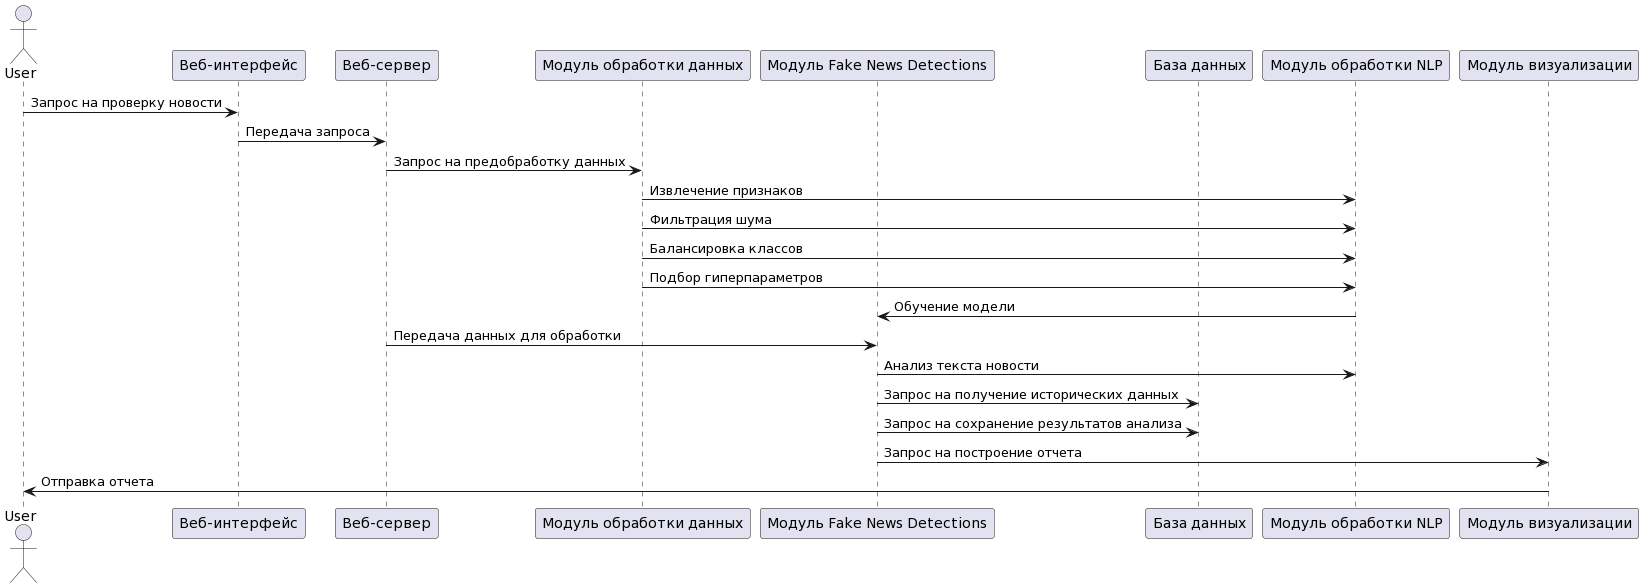 User
Веб-интерфейс
Веб-сервер
Модуль обработки данных
Модуль Fake News Detections
База данных
Модуль обработки NLP
Модуль визуализации
Запрос на проверку новости
Передача запроса
Запрос на предобработку данных
Извлечение признаков
Фильтрация шума
Балансировка классов
Подбор гиперпараметров
Обучение модели
Передача данных для обработки
Анализ текста новости
Запрос на получение исторических данных
Запрос на сохранение результатов анализа
Запрос на построение отчета
Отправка отчета
User
Веб-интерфейс
Веб-сервер
Модуль обработки данных
Модуль Fake News Detections
База данных
Модуль обработки NLP
Модуль визуализации